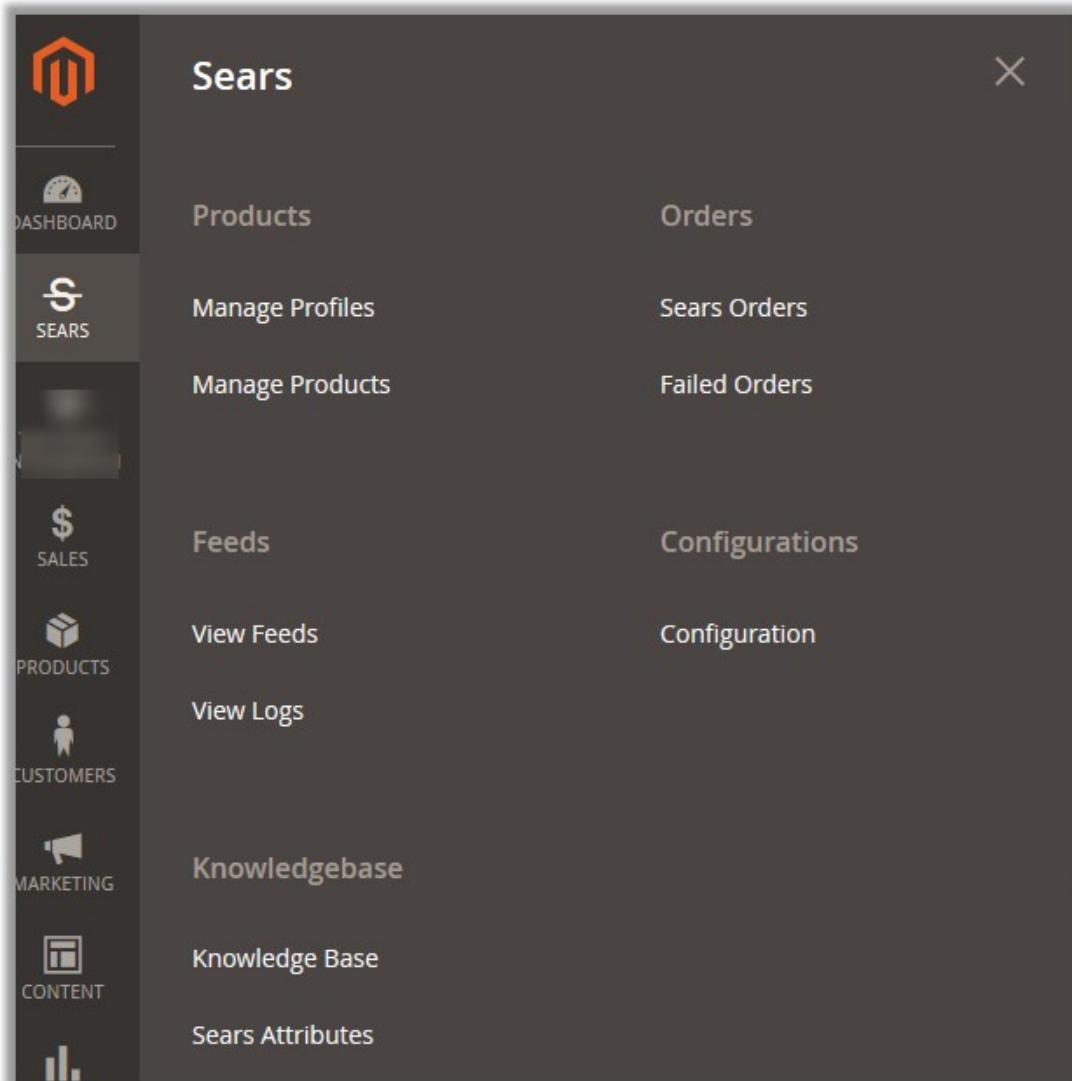 Sears
DASHBOARD
SEARS
SALES
PRODUCTS
CUSTOMERS
MARKETING
CONTENT
Products
Manage Profiles
Manage Products
Orders
Sears Orders
Failed Orders
Feeds
View Feeds
View Logs
Configurations
Configuration
Knowledgebase
Knowledge Base
Sears Attributes